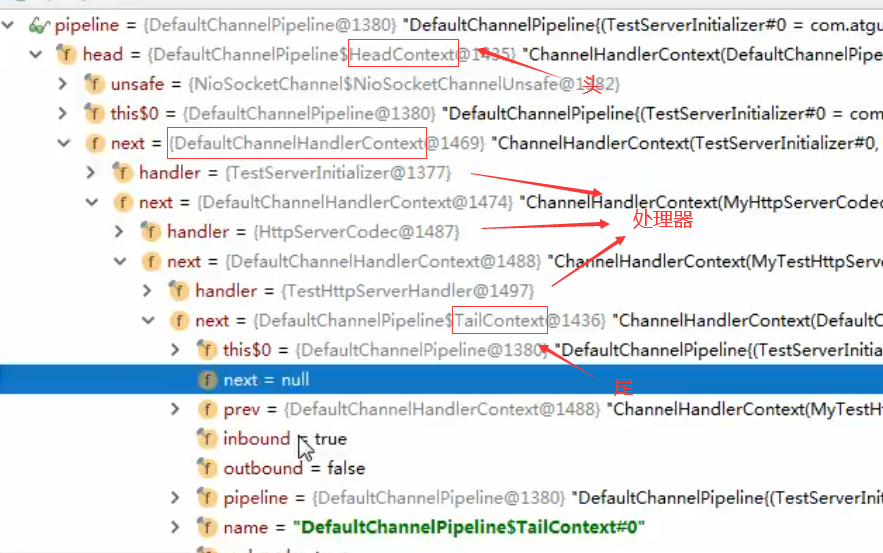 pipeline = {DefaultChannelPipeline@1380} "DefaultChannelPipeline{(TestServerInitializer#0 = com.atgu
head = {DefaultChannelPipeline$HeadContext@1435} "ChannelHandlerContext(DefaultChannelPipe
unsafe = {NioSocketChannel$NioSocketChannelUnsafe@1382} 头
this$0 = {DefaultChannelPipeline@1380} "DefaultChannelPipeline{(TestServerInitializer#0 = com
next = {DefaultChannelHandlerContext@1469} "ChannelHandlerContext(TestServerInitializer#0,
handler = {TestServerInitializer@1377}
next = {DefaultChannelHandlerContext@1474} "ChannelHandlerContext(MyHttpServerCodec
处理器
handler = {HttpServerCodec@1487}
next = {DefaultChannelHandlerContext@1488} "ChannelHandlerContext(MyTestHttpServe
handler = {TestHttpServerHandler@1497}
next = {DefaultChannelPipeline$TailContext@1436} "ChannelHandlerContext(DefaultC
this$0 = {DefaultChannelPipeline@1380} "DefaultChannelPipeline{(TestServerInitia
next = null 尾
prev = {DefaultChannelHandlerContext@1488} "ChannelHandlerContext(MyTestH
inbound = true
outbound = false
pipeline = {DefaultChannelPipeline@1380} "DefaultChannelPipeline{(TestServerInit
name = "DefaultChannelPipeline$TailContext#0"